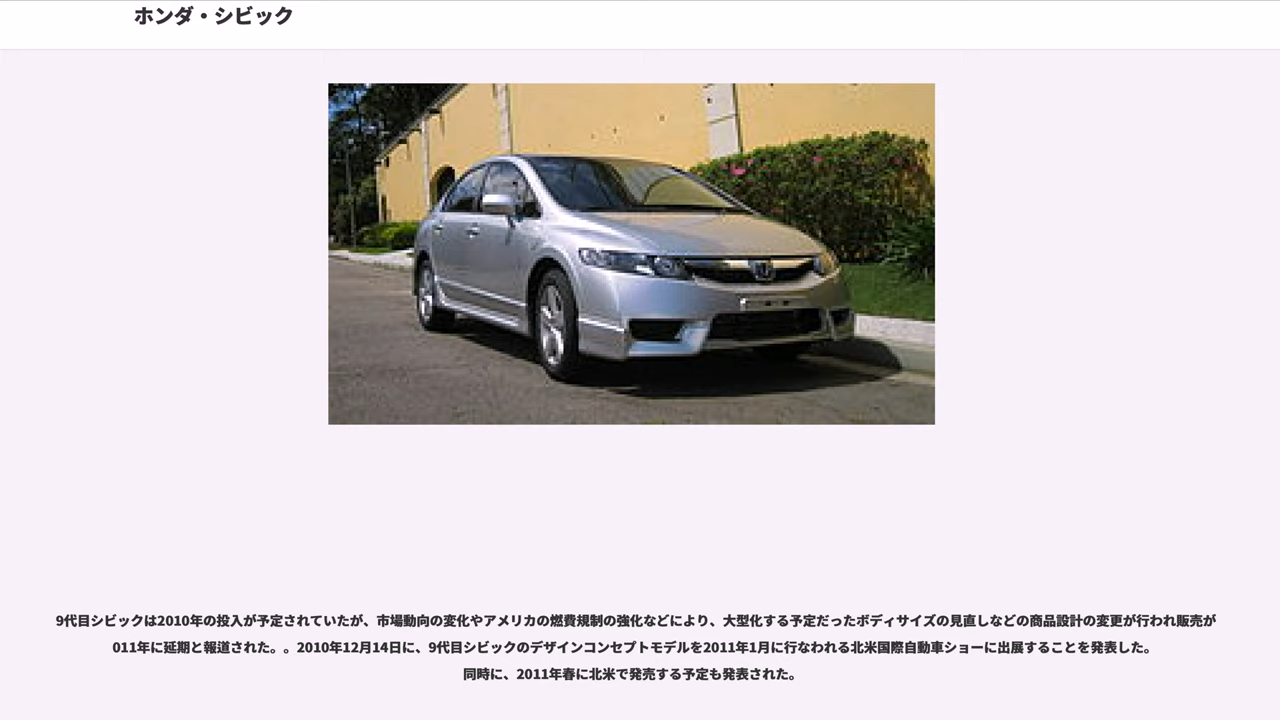 ホンダ・シビック
9代目シビックは2010年の投入が予定されていたが、市場動向の変化やアメリカの燃費規制の強化などにより、大型化する予定だったボディサイズの見直しなどの商品設計の変更が行われ販売が
011年に延期と報道された。。2010年12月14日に、9代目シビックのデザインコンセプトモデルを2011年1月に行なわれる北米国際自動車ショーに出展することを発表した。
同時に、2011年春に北米で発売する予定も発表された。